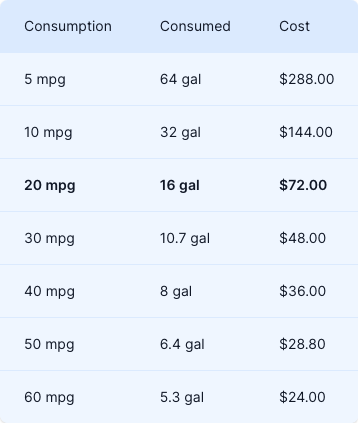 Consumption Consumed Cost
5 mpg 64 gal $288.00
10 mpg 32 gal $144.00
20 mpg 16 gal $72.00
30 mpg 10.7 gal $48.00
40 mpg 8 gal $36.00
50 mpg 6.4 gal $28.80
60 mpg 5.3 gal $24.00